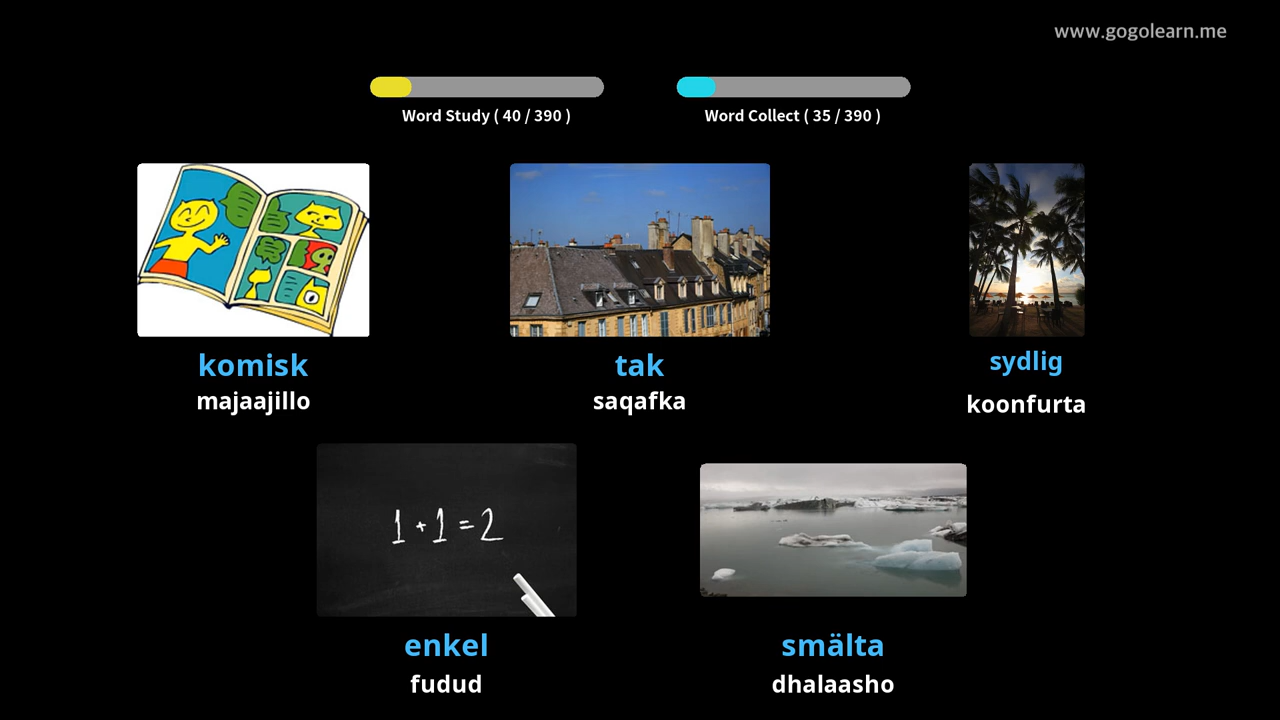 www.gogolearn.me
Word Study ( 40 / 390 )
Word Collect ( 35 / 390 )
komisk
majaajillo
tak
saqafka
sydlig
koonfurta
1 + 1 = 2
enkel
fudud
smälta
dhalaasho